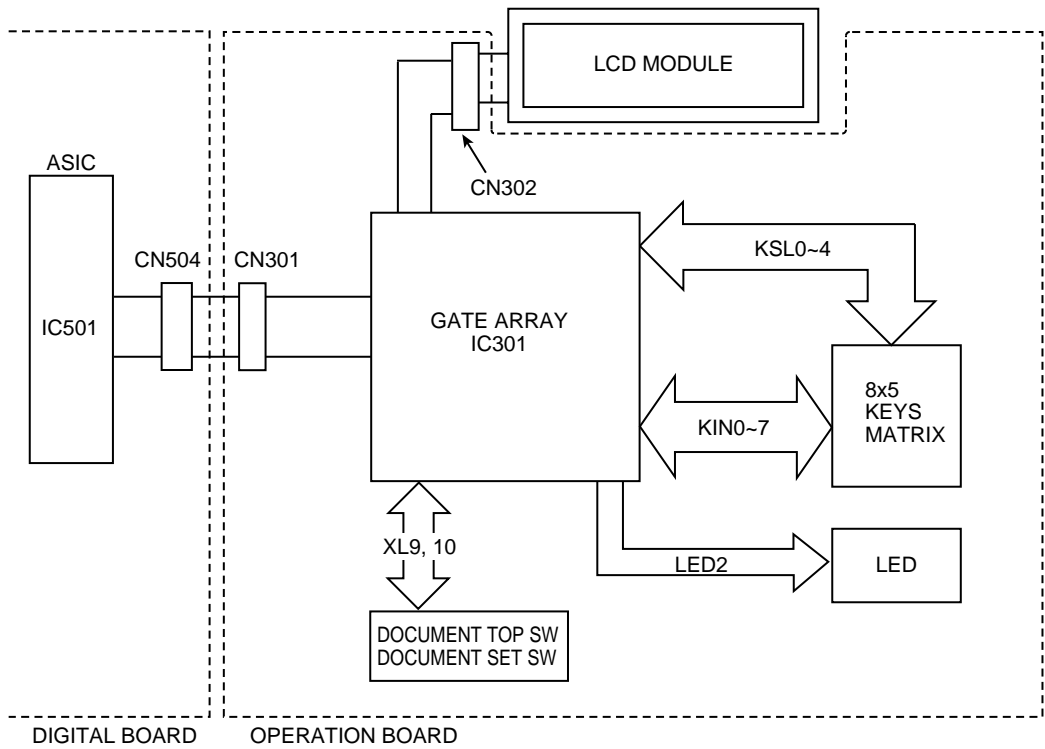 LCD MODULE
ASIC
CN302
KSL0~4
CN504
CN301
IC501
GATE ARRAY
IC301
8x5
KEYS
MATRIX
KIN0~7
XL9, 10
LED2
LED
DOCUMENT TOP SW
DOCUMENT SET SW
DIGITAL BOARD
OPERATION BOARD